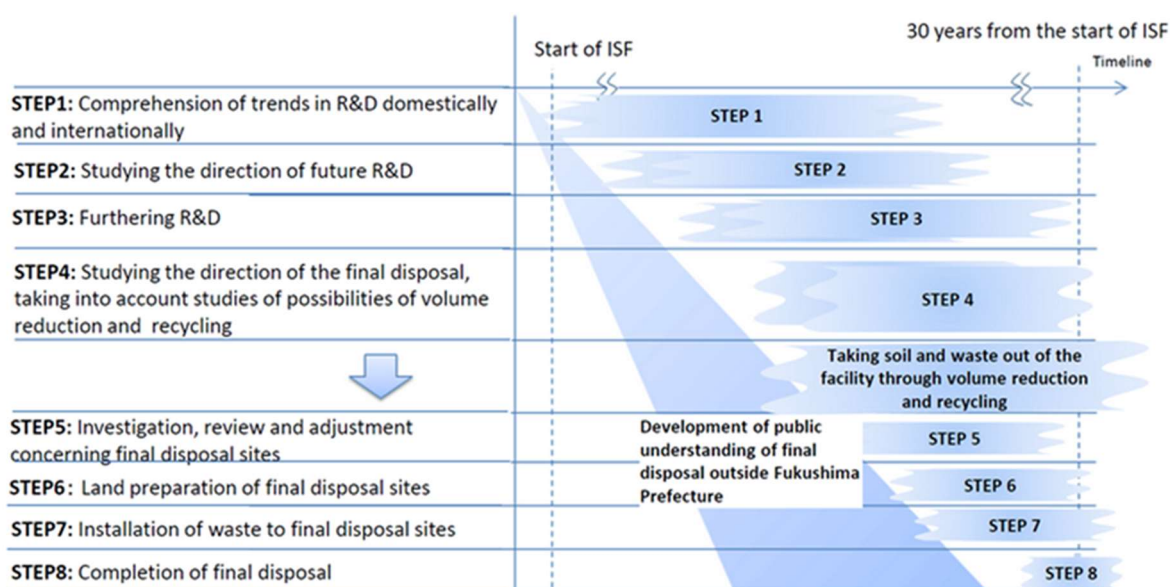 Start of ISF
30 years from the start of ISF
Timeline
STEP1: Comprehension of trends in R&D domestically
and internationally
STEP 1
STEP2: Studying the direction of future R&D
STEP 2
STEP3: Furthering R&D
STEP 3
STEP4: Studying the direction of the final disposal,
taking into account studies of possibilities of volume
reduction and recycling
STEP 4
Taking soil and waste out of the
facility through volume reduction
and recycling
STEP5: Investigation, review and adjustment
concerning final disposal sites
Development of public
understanding of final
disposal outside Fukushima
Prefecture
STEP 5
STEP6: Land preparation of final disposal sites
STEP 6
STEP7: Installation of waste to final disposal sites
STEP 7
STEP8: Completion of final disposal
STEP 8